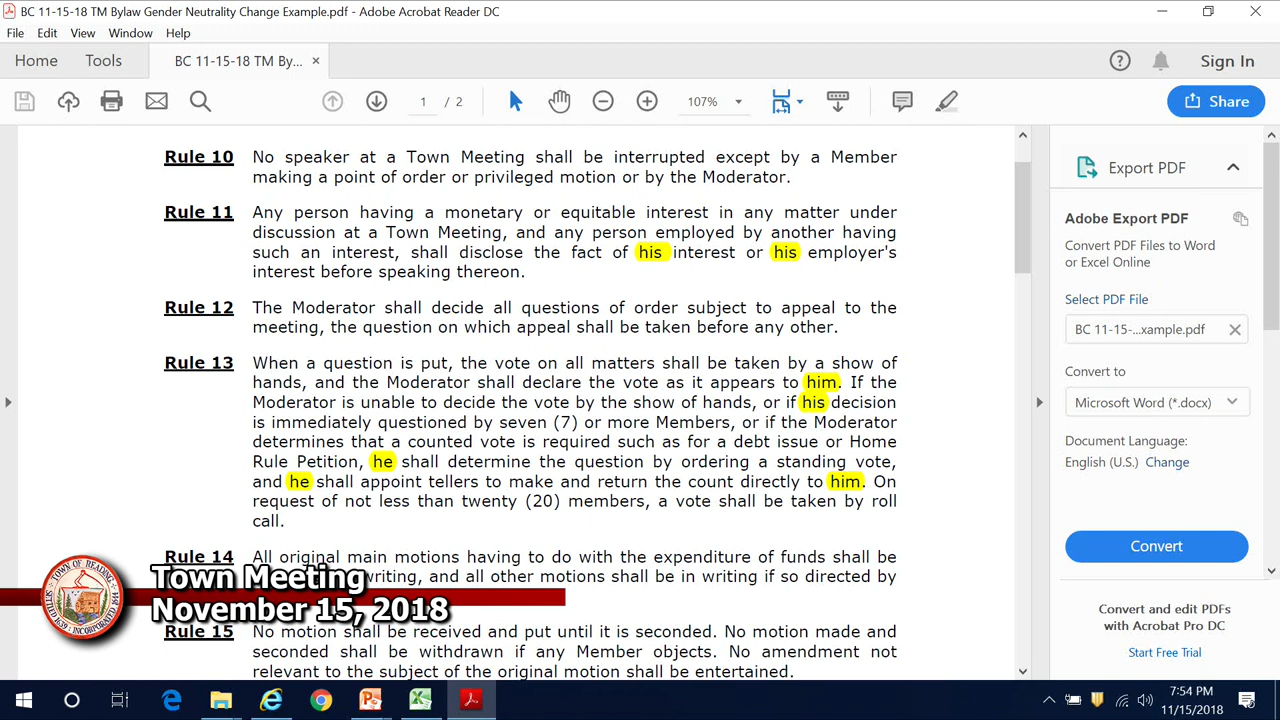 BC 11-15-18 TM Bylaw Gender Neutrality Change Example.pdf - Adobe Acrobat Reader DC
File Edit View Window Help
Home Tools BC 11-15-18 TM By... × Sign In
1 / 2 107% Share
Rule 10 No speaker at a Town Meeting shall be interrupted except by a Member
making a point of order or privileged motion or by the Moderator.
Rule 11 Any person having a monetary or equitable interest in any matter under
discussion at a Town Meeting, and any person employed by another having
such an interest, shall disclose the fact of his interest or his employer's
interest before speaking thereon.
Rule 12 The Moderator shall decide all questions of order subject to appeal to the
meeting, the question on which appeal shall be taken before any other.
Rule 13 When a question is put, the vote on all matters shall be taken by a show of
hands, and the Moderator shall declare the vote as it appears to him. If the
Moderator is unable to decide the vote by the show of hands, or if his decision
is immediately questioned by seven (7) or more Members, or if the Moderator
determines that a counted vote is required such as for a debt issue or Home
Rule Petition, he shall determine the question by ordering a standing vote,
and he shall appoint tellers to make and return the count directly to him. On
request of not less than twenty (20) members, a vote shall be taken by roll
call.
Rule 14 All original main motions having to do with the expenditure of funds shall be
writing, and all other motions shall be in writing if so directed by
Rule 15 No motion shall be received and put until it is seconded. No motion made and
seconded shall be withdrawn if any Member objects. No amendment not
relevant to the subject of the original motion shall be entertained.
Export PDF
Adobe Export PDF
Convert PDF Files to Word
or Excel Online
Select PDF File
BC 11-15-...xample.pdf
Convert to
Microsoft Word (*.docx)
Document Language:
English (U.S.) Change
Convert
Convert and edit PDFs
with Acrobat Pro DC
Start Free Trial
TOWN OF READING
Town Meeting
November 15, 2018
7:54 PM
11/15/2018